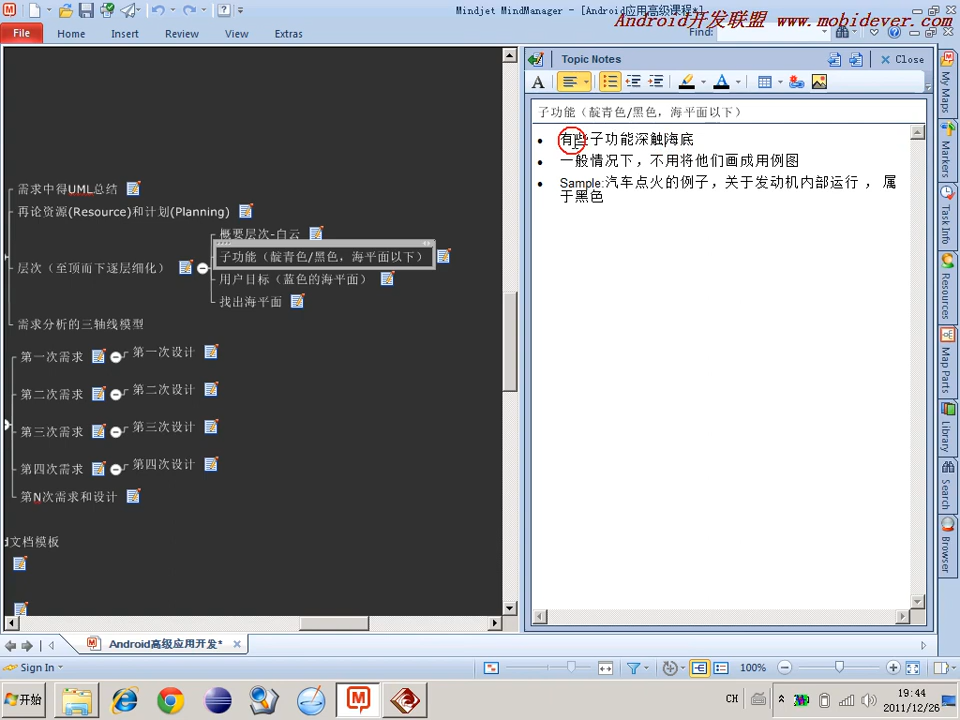 Mindjet MindManager - [Android应用高级课程*]
Android开发联盟 www.mobidever.com
File Home Insert Review View Extras
Find:
Topic Notes
Close
子功能（靛青色/黑色，海平面以下）
有些子功能深触海底
一般情况下，不用将他们画成用例图
Sample:汽车点火的例子，关于发动机内部运行 ，属
于黑色
需求中得UML总结
再论资源(Resource)和计划(Planning)
概要层次-白云
子功能（靛青色/黑色，海平面以下）
层次（至顶而下逐层细化）
用户目标（蓝色的海平面）
找出海平面
需求分析的三轴线模型
第一次需求 第一次设计
第二次需求 第二次设计
第三次需求 第三次设计
第四次需求 第四次设计
第N次需求和设计
d文档模板
My Maps
Markers
Task Info
Resources
Map Parts
Library
Search
Browser
Android高级应用开发*
Sign In
100%
开始
CH
19:44
2011/12/26